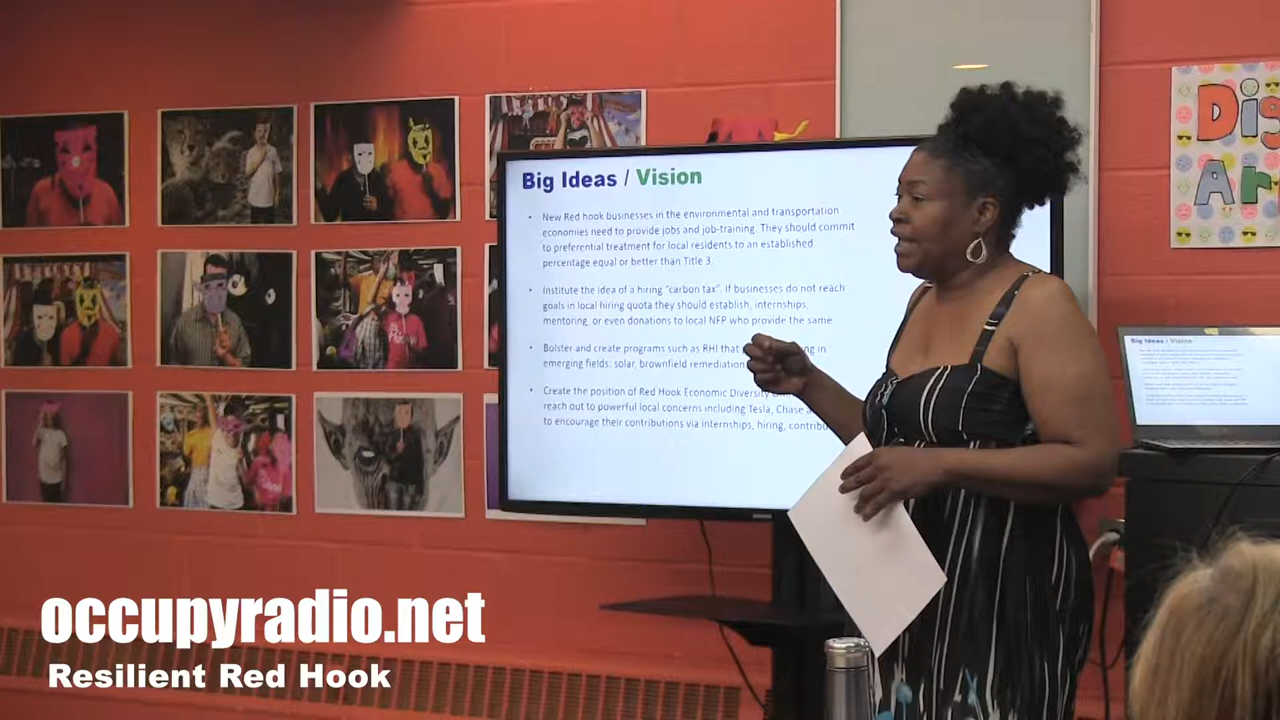 Big Ideas / Vision
• New Red hook businesses in the environmental and transportation
economies need to provide jobs and job-training. They should commit
to preferential treatment for local residents to an established
percentage equal or better than Title 3.
• Institute the idea of a hiring "carbon tax". If businesses do not reach
goals in local hiring quota they should establish, internships,
mentoring, or even donations to local NFP who provide the same
• Bolster and create programs such as RHI that
emerging fields: solar, brownfield remediation
• Create the position of Red Hook Economic Diversity
reach out to powerful local concerns including Tesla, Chase
to encourage their contributions via internships, hiring,
Big Ideas / Vision
occupyradio.net
Resilient Red Hook